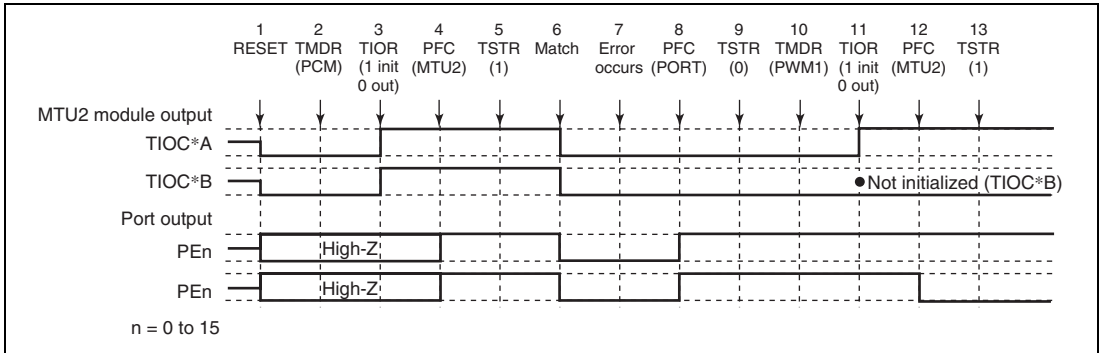 1 2 3 4 5 6 7 8 9 10 11 12 13
RESET TMDR TIOR PFC TSTR Match Error PFC TSTR TMDR TIOR PFC TSTR
(PCM) (1 init (MTU2) (1) occurs (PORT) (0) (PWM1) (1 init (MTU2) (1)
0 out) 0 out)
MTU2 module output
TIOC*A
TIOC*B
●Not initialized (TIOC*B)
Port output
PEn
High-Z
PEn
High-Z
n = 0 to 15